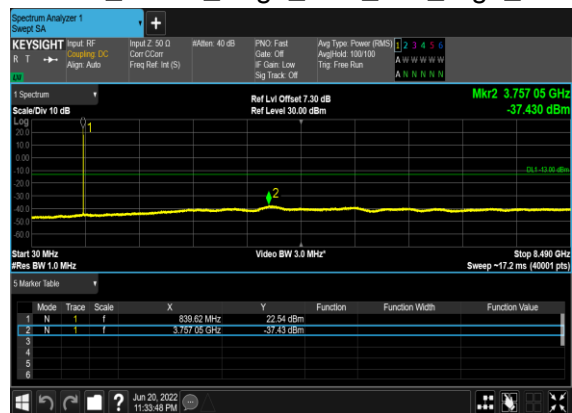 Spectrum Analyzer 1
Swept SA
+
KEYSIGHT
R T
Input: RF
Coupling: DC
Align: Auto
Input Z: 50 Ω
Corr CCorr
Freq Ref: Int (S)
#Atten: 40 dB
PNO: Fast
Gate: Off
IF Gain: Low
Sig Track: Off
Avg Type: Power (RMS)
Avg|Hold: 100/100
Trig: Free Run
1 2 3 4 5 6
A W W W W W
A N N N N N
1 Spectrum
Scale/Div 10 dB
Ref Lvl Offset 7.30 dB
Ref Level 30.00 dBm
Mkr2 3.757 05 GHz
-37.430 dBm
Log
20.0
10.0
0.00
-10.0
-20.0
-30.0
-40.0
-50.0
-60.0
1
2
DL1 -13.00 dBm
Start 30 MHz
#Res BW 1.0 MHz
Video BW 3.0 MHz*
Stop 8.490 GHz
Sweep ~17.2 ms (40001 pts)
5 Marker Table
Mode Trace Scale X Y Function Function Width Function Value
1 N 1 f 839.62 MHz 22.54 dBm
2 N 1 f 3.757 05 GHz -37.43 dBm
3
4
5
6
?
Jun 20, 2022
11:33:48 PM